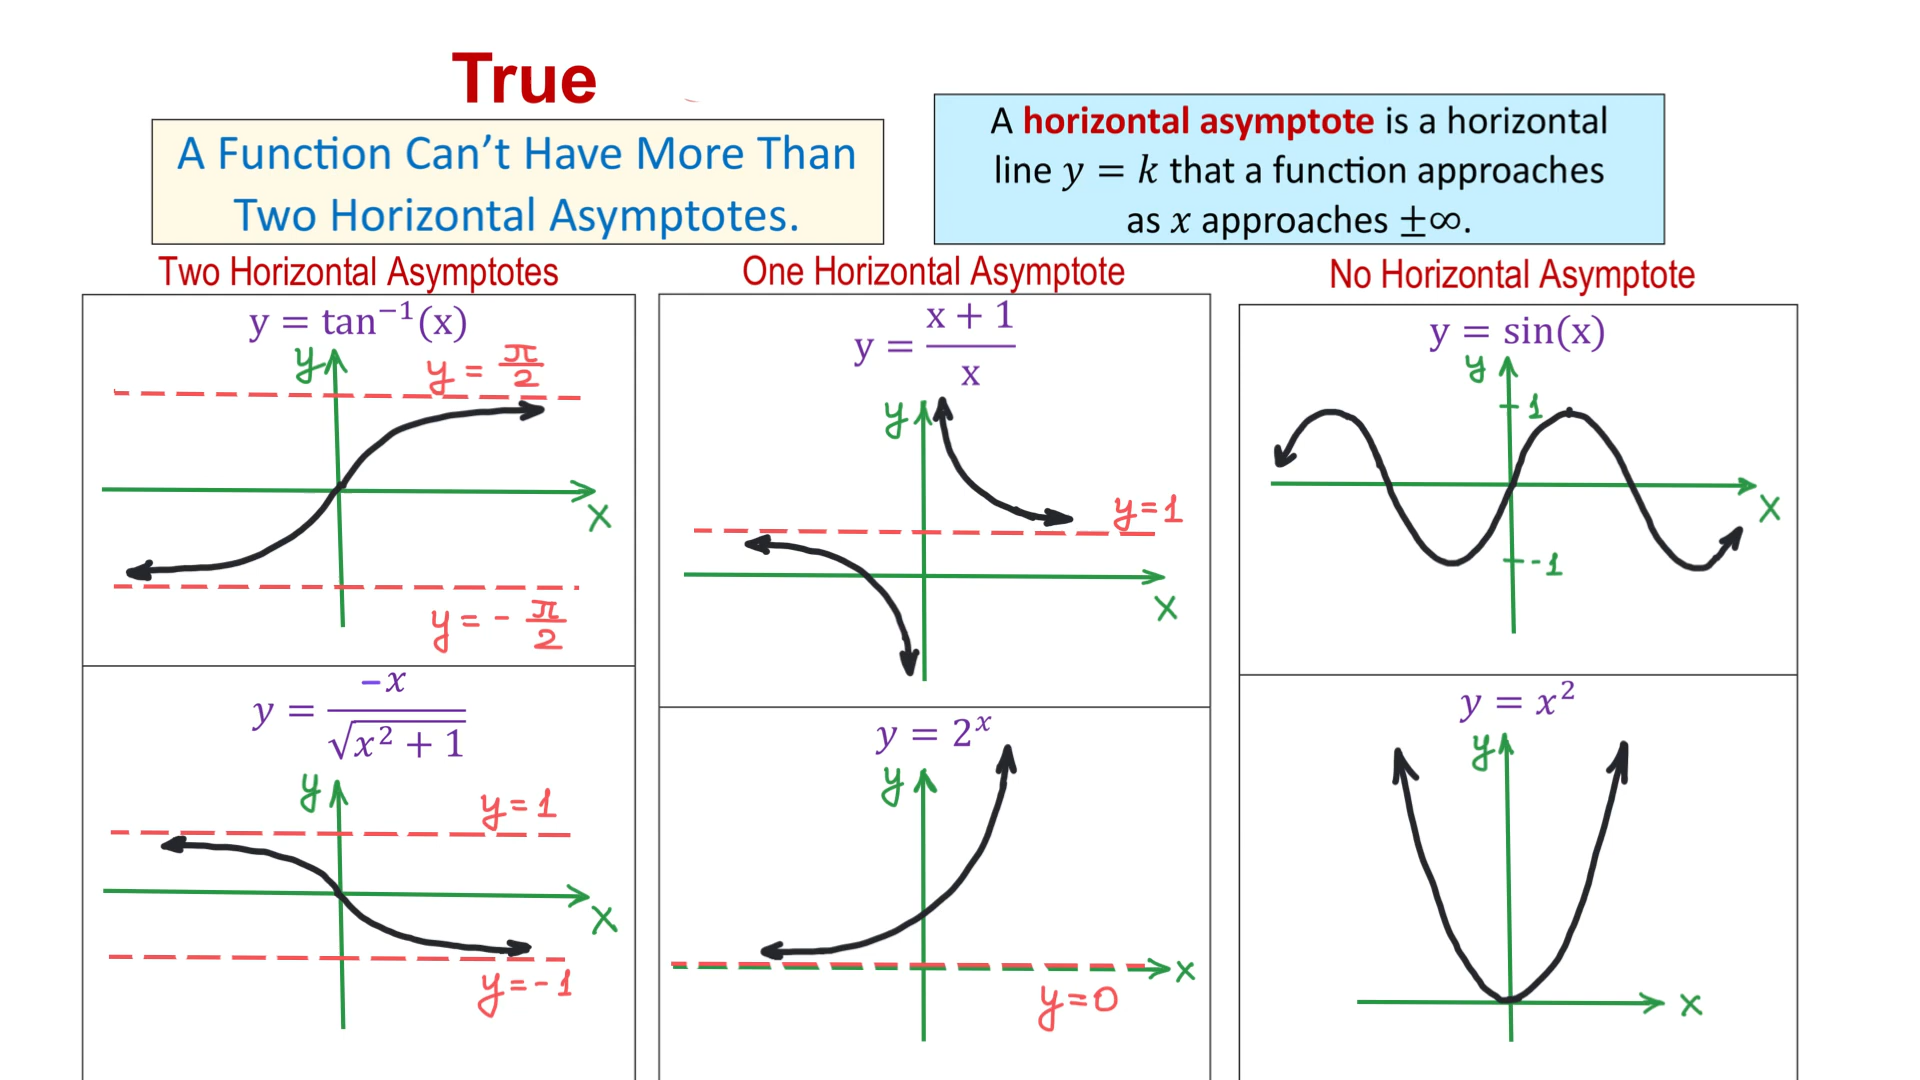 True
A Function Can't Have More Than
Two Horizontal Asymptotes.
A horizontal asymptote is a horizontal
line y = k that a function approaches
as x approaches ±∞.
Two Horizontal Asymptotes
y = tan⁻¹(x)
y
y = π/2
x
y = - π/2
y = −x/√(x² + 1)
y
y=1
x
y=-1
One Horizontal Asymptote
y = (x + 1)/x
y
y=1
x
y = 2ˣ
y
x
y=0
No Horizontal Asymptote
y = sin(x)
y
1
x
-1
y = x²
y
x